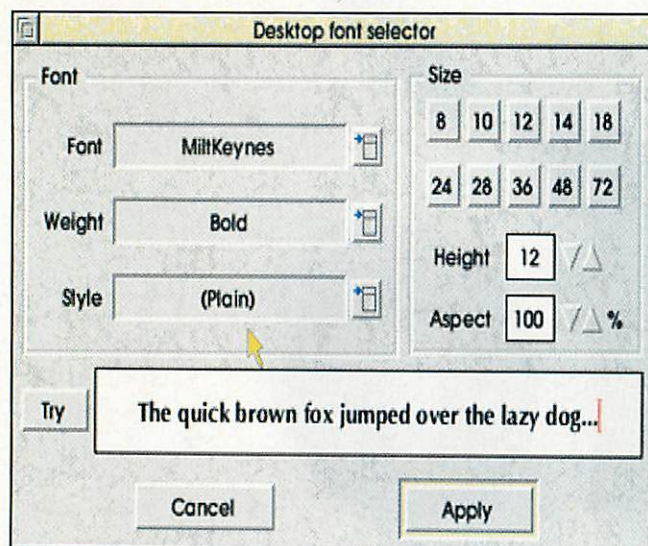 Desktop font selector
Font
Font MiltKeynes
Weight Bold
Style (Plain)
Size
8 10 12 14 18
24 28 36 48 72
Height 12
Aspect 100 %
Try The quick brown fox jumped over the lazy dog...
Cancel Apply